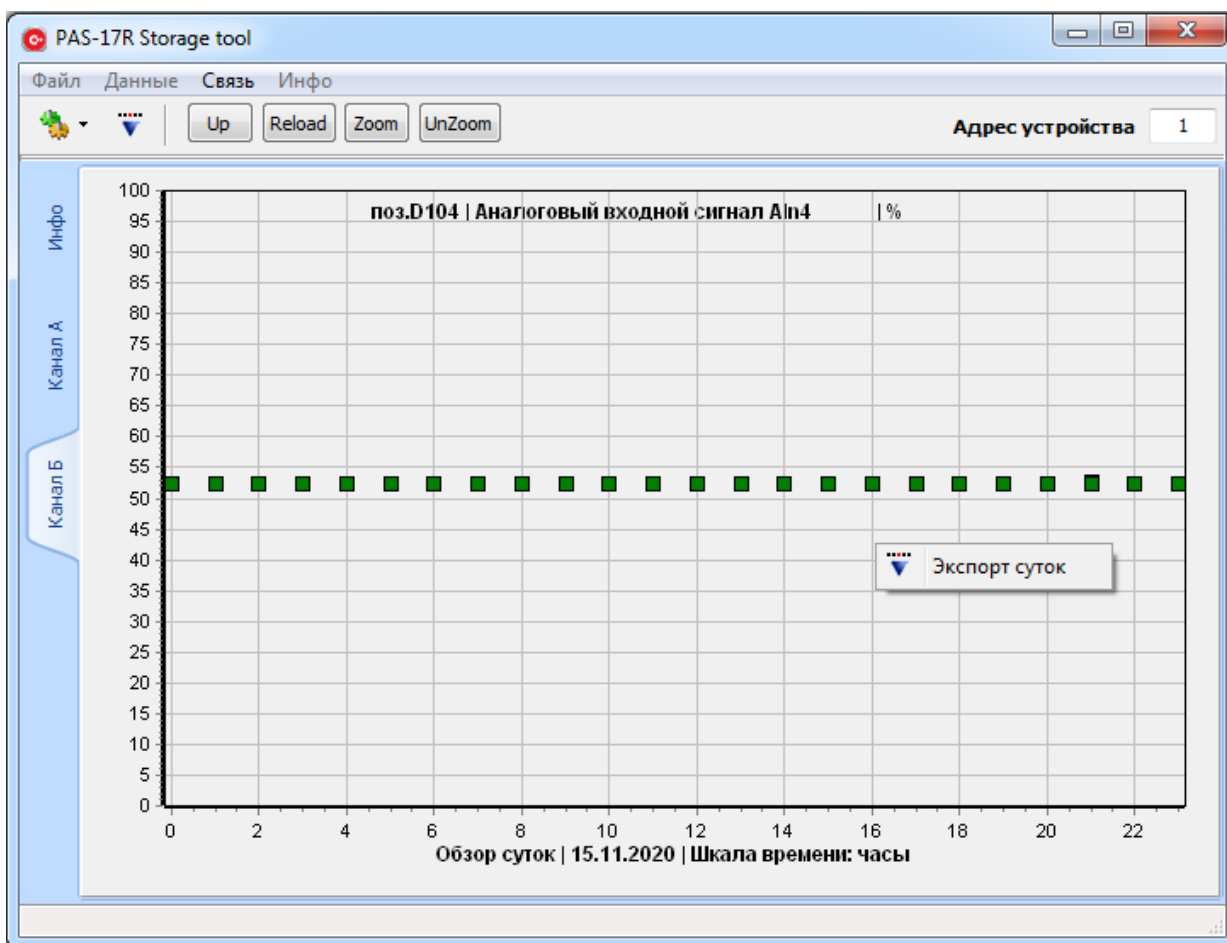 PAS-17R Storage tool
Файл Данные Связь Инфо
Up Reload Zoom UnZoom Адрес устройства 1
Инфо
Канал А
Канал Б
поз.D104 | Аналоговый входной сигнал AIn4 | %
100
95
90
85
80
75
70
65
60
55
50
45
40
35
30
25
20
15
10
5
0
Экспорт суток
0 2 4 6 8 10 12 14 16 18 20 22
Обзор суток | 15.11.2020 | Шкала времени: часы